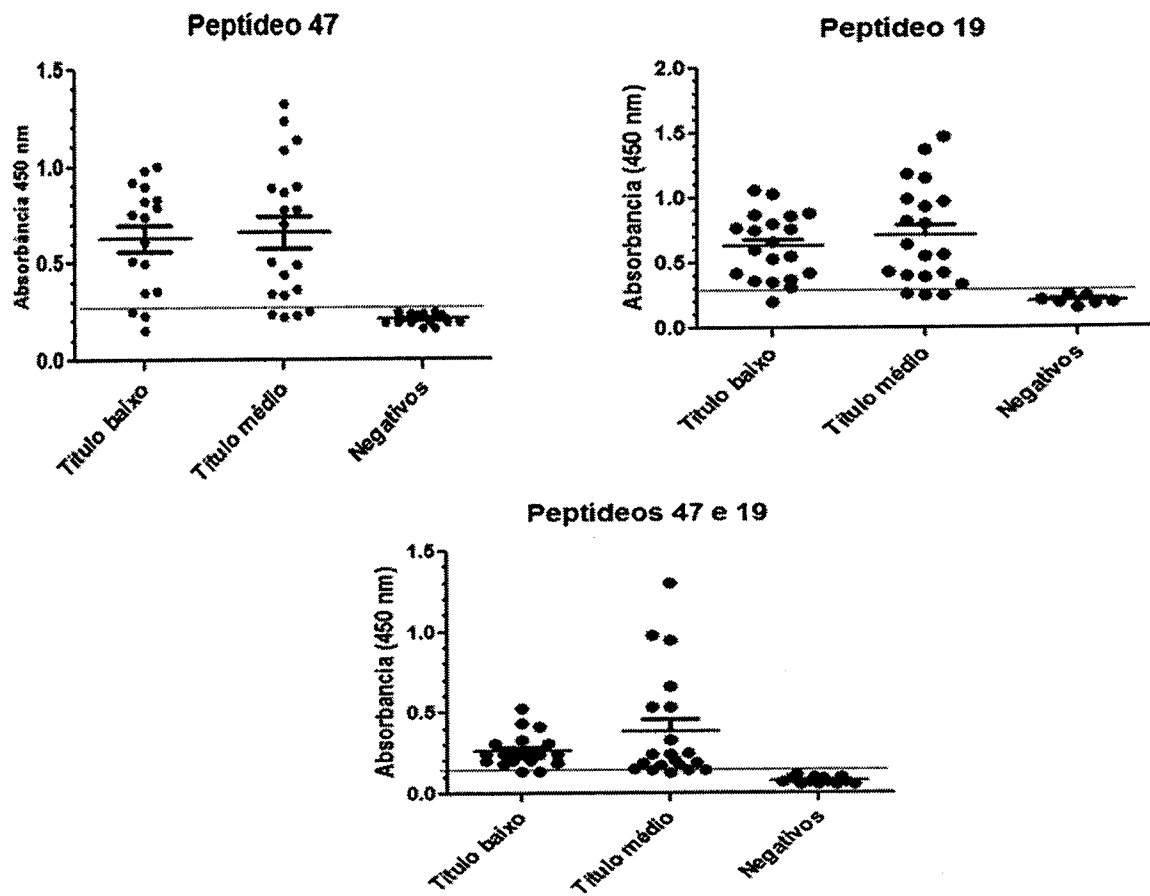 Peptídeo 47
Absorbância 450 nm
1.5
1.0
0.5
0.0
Título baixo
Título médio
Negativos
Peptídeo 19
Absorbancia (450 nm)
2.0
1.5
1.0
0.5
0.0
Título baixo
Título médio
Negativos
Peptídeos 47 e 19
Absorbancia (450 nm)
1.5
1.0
0.5
0.0
Título baixo
Título médio
Negativos